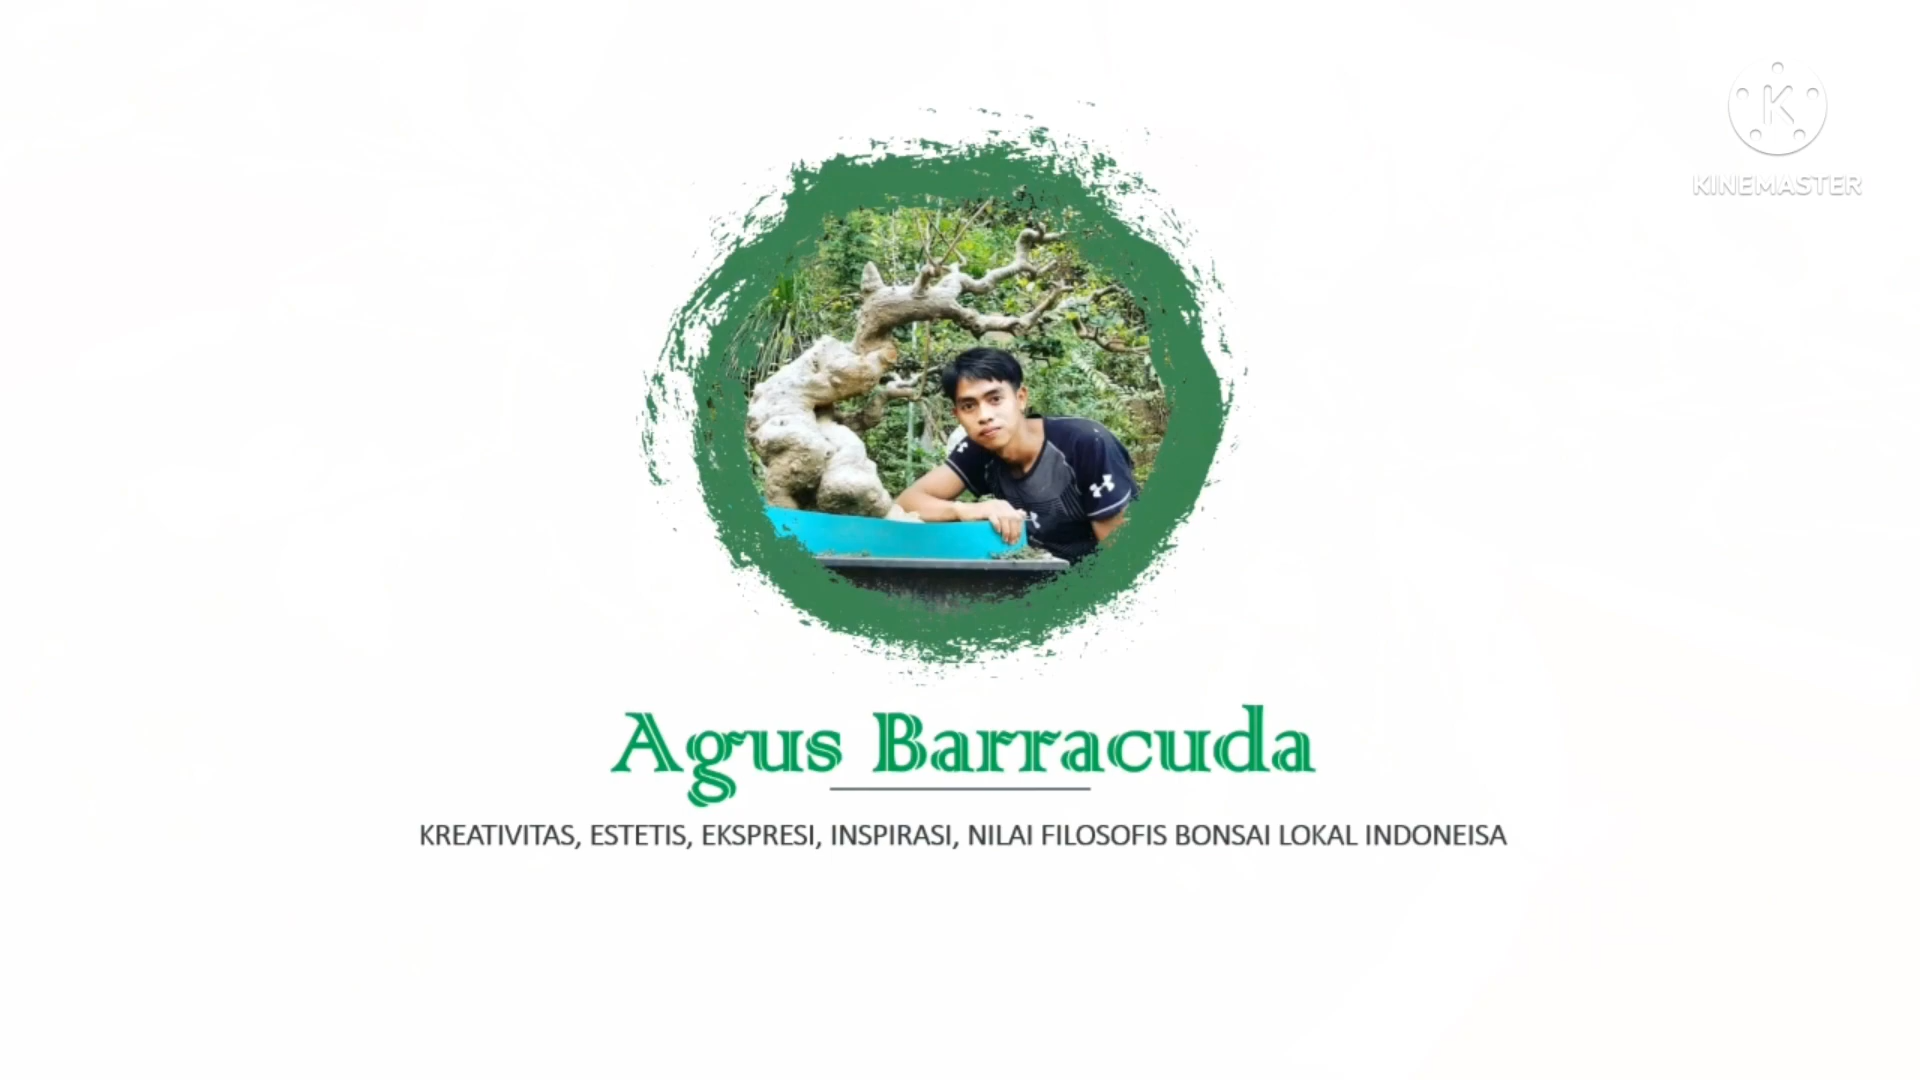 KINEMASTER
Agus Barracuda
KREATIVITAS, ESTETIS, EKSPRESI, INSPIRASI, NILAI FILOSOFIS BONSAI LOKAL INDONEISA